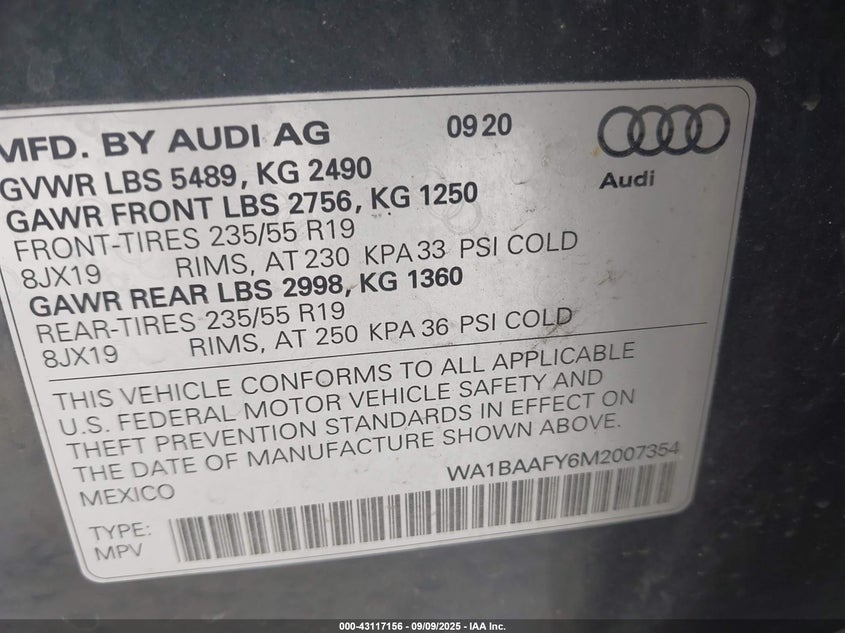 MFD. BY AUDI AG 09 20
GVWR LBS 5489, KG 2490
GAWR FRONT LBS 2756, KG 1250
FRONT-TIRES 235/55 R19
8JX19 RIMS, AT 230 KPA 33 PSI COLD
GAWR REAR LBS 2998, KG 1360
REAR-TIRES 235/55 R19
8JX19 RIMS, AT 250 KPA 36 PSI COLD
Audi
THIS VEHICLE CONFORMS TO ALL APPLICABLE
U.S. FEDERAL MOTOR VEHICLE SAFETY AND
THEFT PREVENTION STANDARDS IN EFFECT ON
THE DATE OF MANUFACTURE SHOWN ABOVE.
MEXICO WA1BAAFY6M2007354
TYPE:
MPV
000-43117156 - 09/09/2025 - IAA Inc.